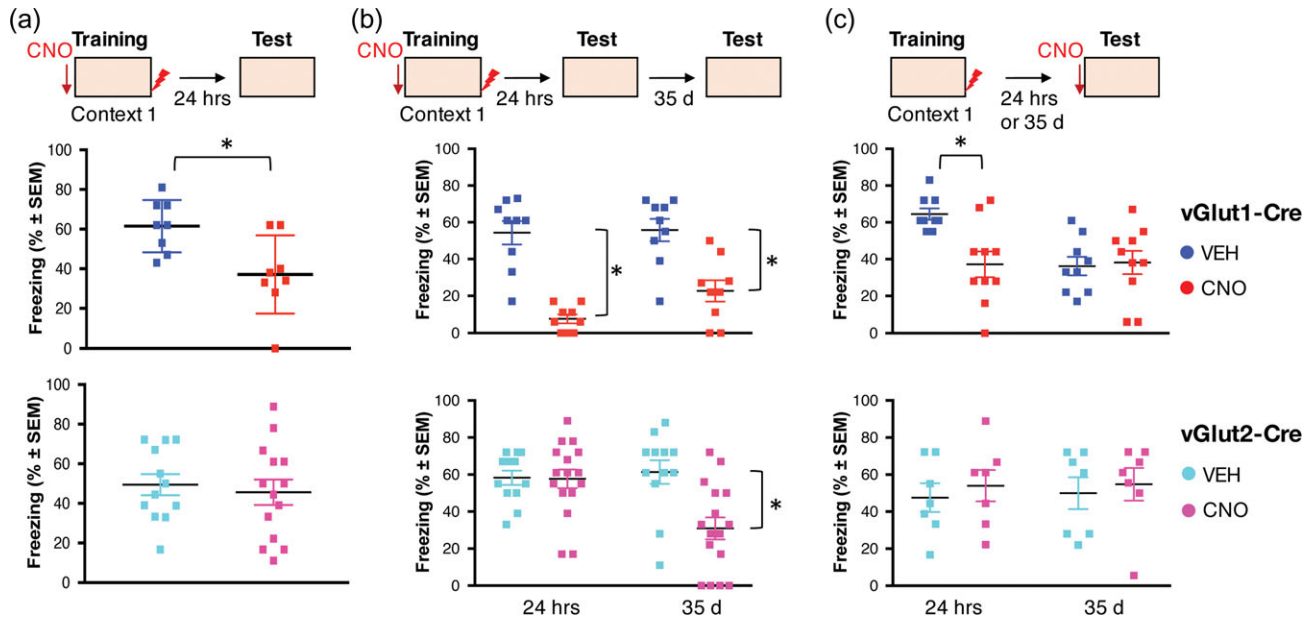 (a)
Training Test
CNO
24 hrs
Context 1
*
Freezing (% ± SEM)
100
80
60
40
20
0
Freezing (% ± SEM)
100
80
60
40
20
0
(b)
Training Test Test
CNO
24 hrs 35 d
Context 1
Freezing (% ± SEM)
100
80
60
40
20
0
*
*
Freezing (% ± SEM)
100
80
60
40
20
0
*
24 hrs 35 d
(c)
Training Test
CNO
Context 1
24 hrs
or 35 d
*
Freezing (% ± SEM)
100
80
60
40
20
0
vGlut1-Cre
VEH
CNO
Freezing (% ± SEM)
100
80
60
40
20
0
24 hrs 35 d
vGlut2-Cre
VEH
CNO